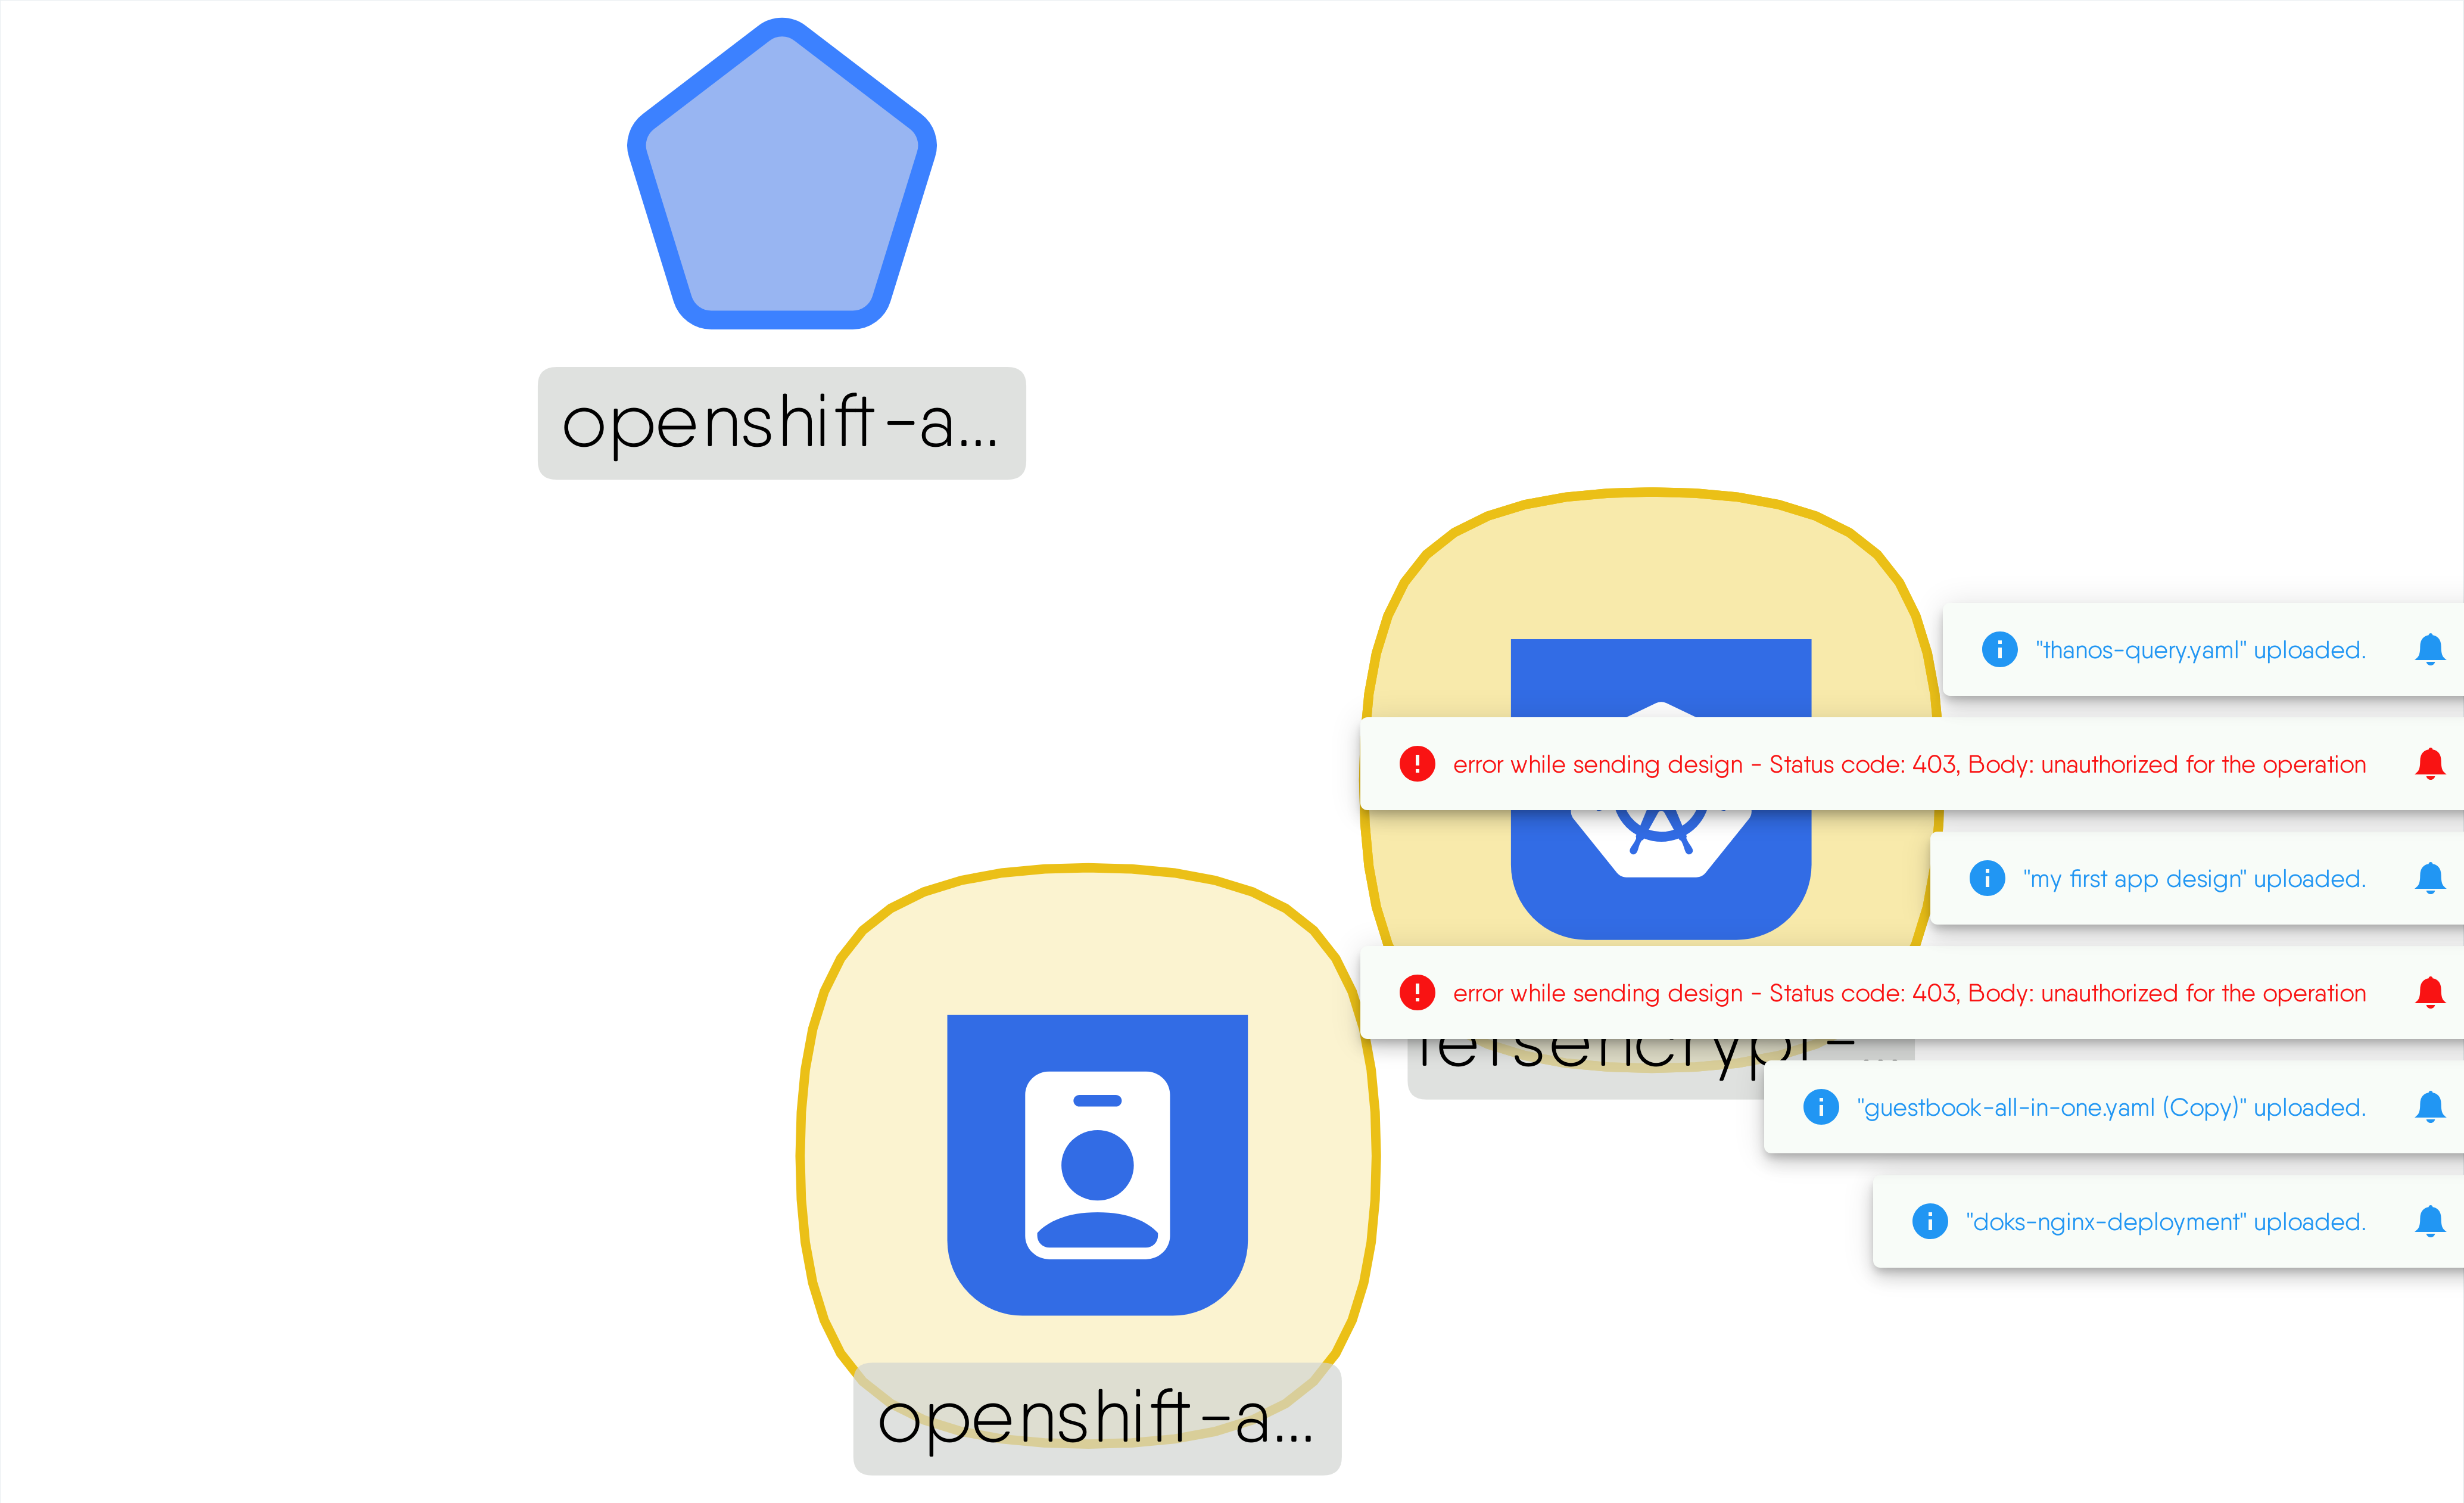 openshift-a...
"thanos-query.yaml" uploaded.
error while sending design - Status code: 403, Body: unauthorized for the operation
"my first app design" uploaded.
error while sending design - Status code: 403, Body: unauthorized for the operation
letsencrypt-...
"guestbook-all-in-one.yaml (Copy)" uploaded.
"doks-nginx-deployment" uploaded.
openshift-a...